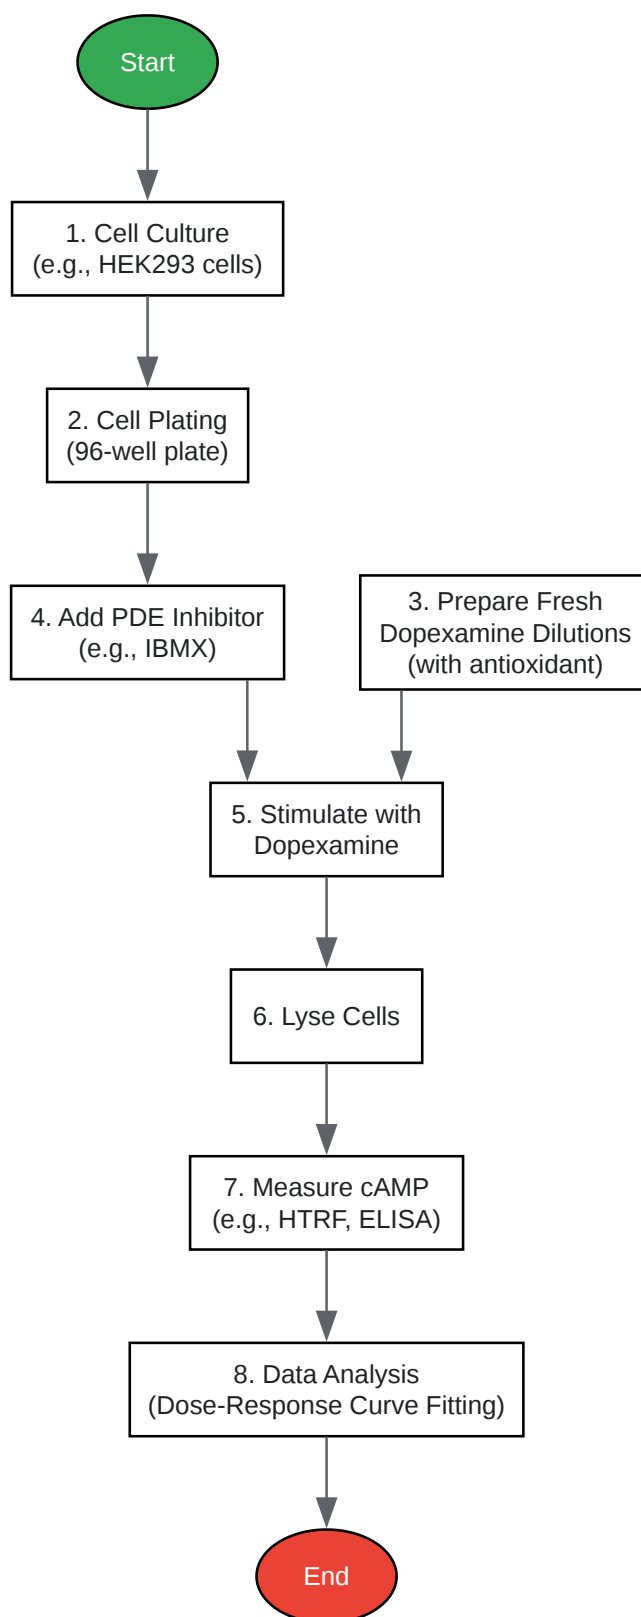 Start
1. Cell Culture
(e.g., HEK293 cells)
2. Cell Plating
(96-well plate)
4. Add PDE Inhibitor
(e.g., IBMX)
3. Prepare Fresh
Dopexamine Dilutions
(with antioxidant)
5. Stimulate with
Dopexamine
6. Lyse Cells
7. Measure cAMP
(e.g., HTRF, ELISA)
8. Data Analysis
(Dose-Response Curve Fitting)
End